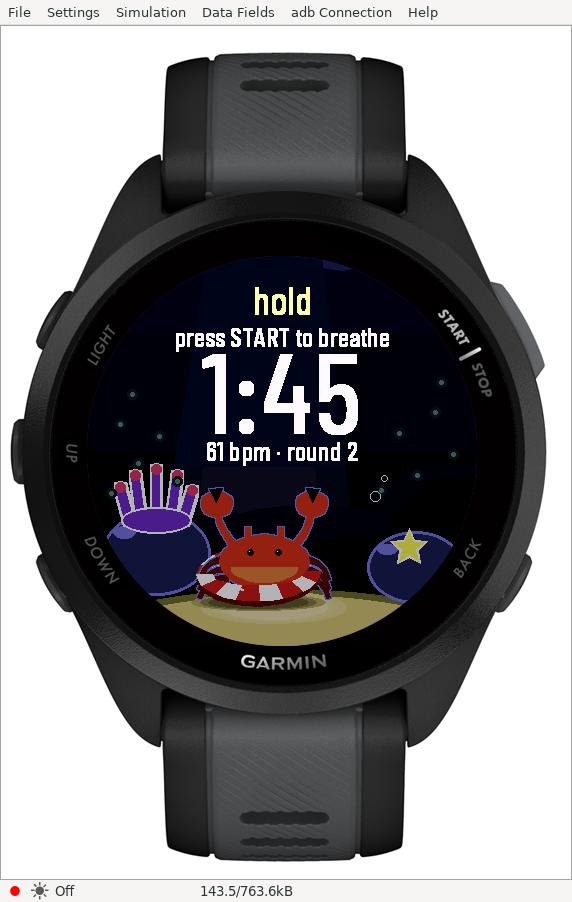 File Settings Simulation Data Fields adb Connection Help
LIGHT
START
STOP
UP
DOWN
BACK
hold
press START to breathe
1:45
61 bpm · round 2
GARMIN
Off 143.5/763.6kB